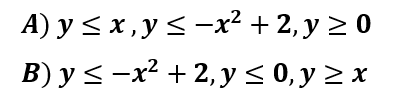 A) y ≤ x , y ≤ −x² + 2, y ≥ 0
B) y ≤ −x² + 2, y ≤ 0, y ≥ x